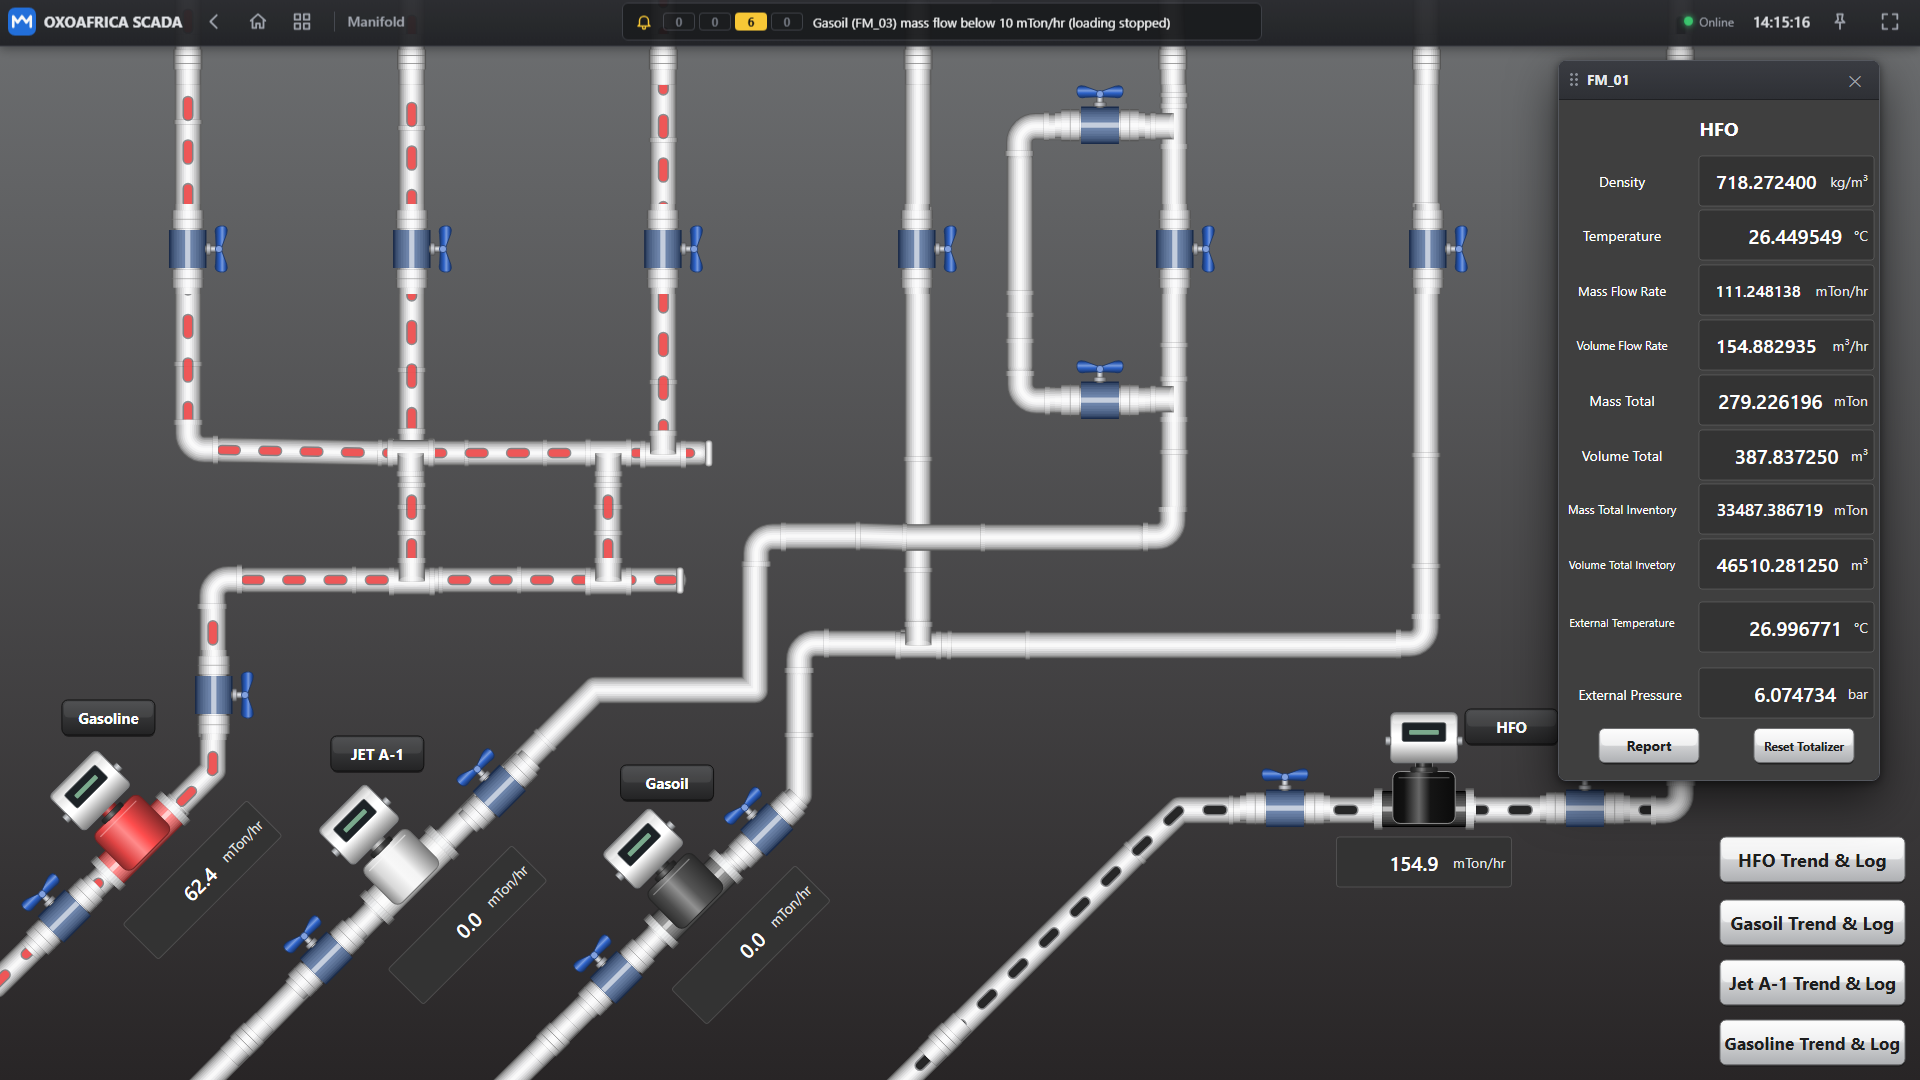 OXOAFRICA SCADA
Manifold
0 0 6 0 Gasoil (FM_03) mass flow below 10 mTon/hr (loading stopped)
Online 14:15:16
FM_01
HFO
Density 718.272400 kg/m³
Temperature 26.449549 °C
Mass Flow Rate 111.248138 mTon/hr
Volume Flow Rate 154.882935 m³/hr
Mass Total 279.226196 mTon
Volume Total 387.837250 m³
Mass Total Inventory 33487.386719 mTon
Volume Total Invetory 46510.281250 m³
External Temperature 26.996771 °C
External Pressure 6.074734 bar
Report Reset Totalizer
Gasoline
62.4 mTon/hr
JET A-1
0.0 mTon/hr
Gasoil
0.0 mTon/hr
HFO
154.9 mTon/hr
HFO Trend & Log
Gasoil Trend & Log
Jet A-1 Trend & Log
Gasoline Trend & Log